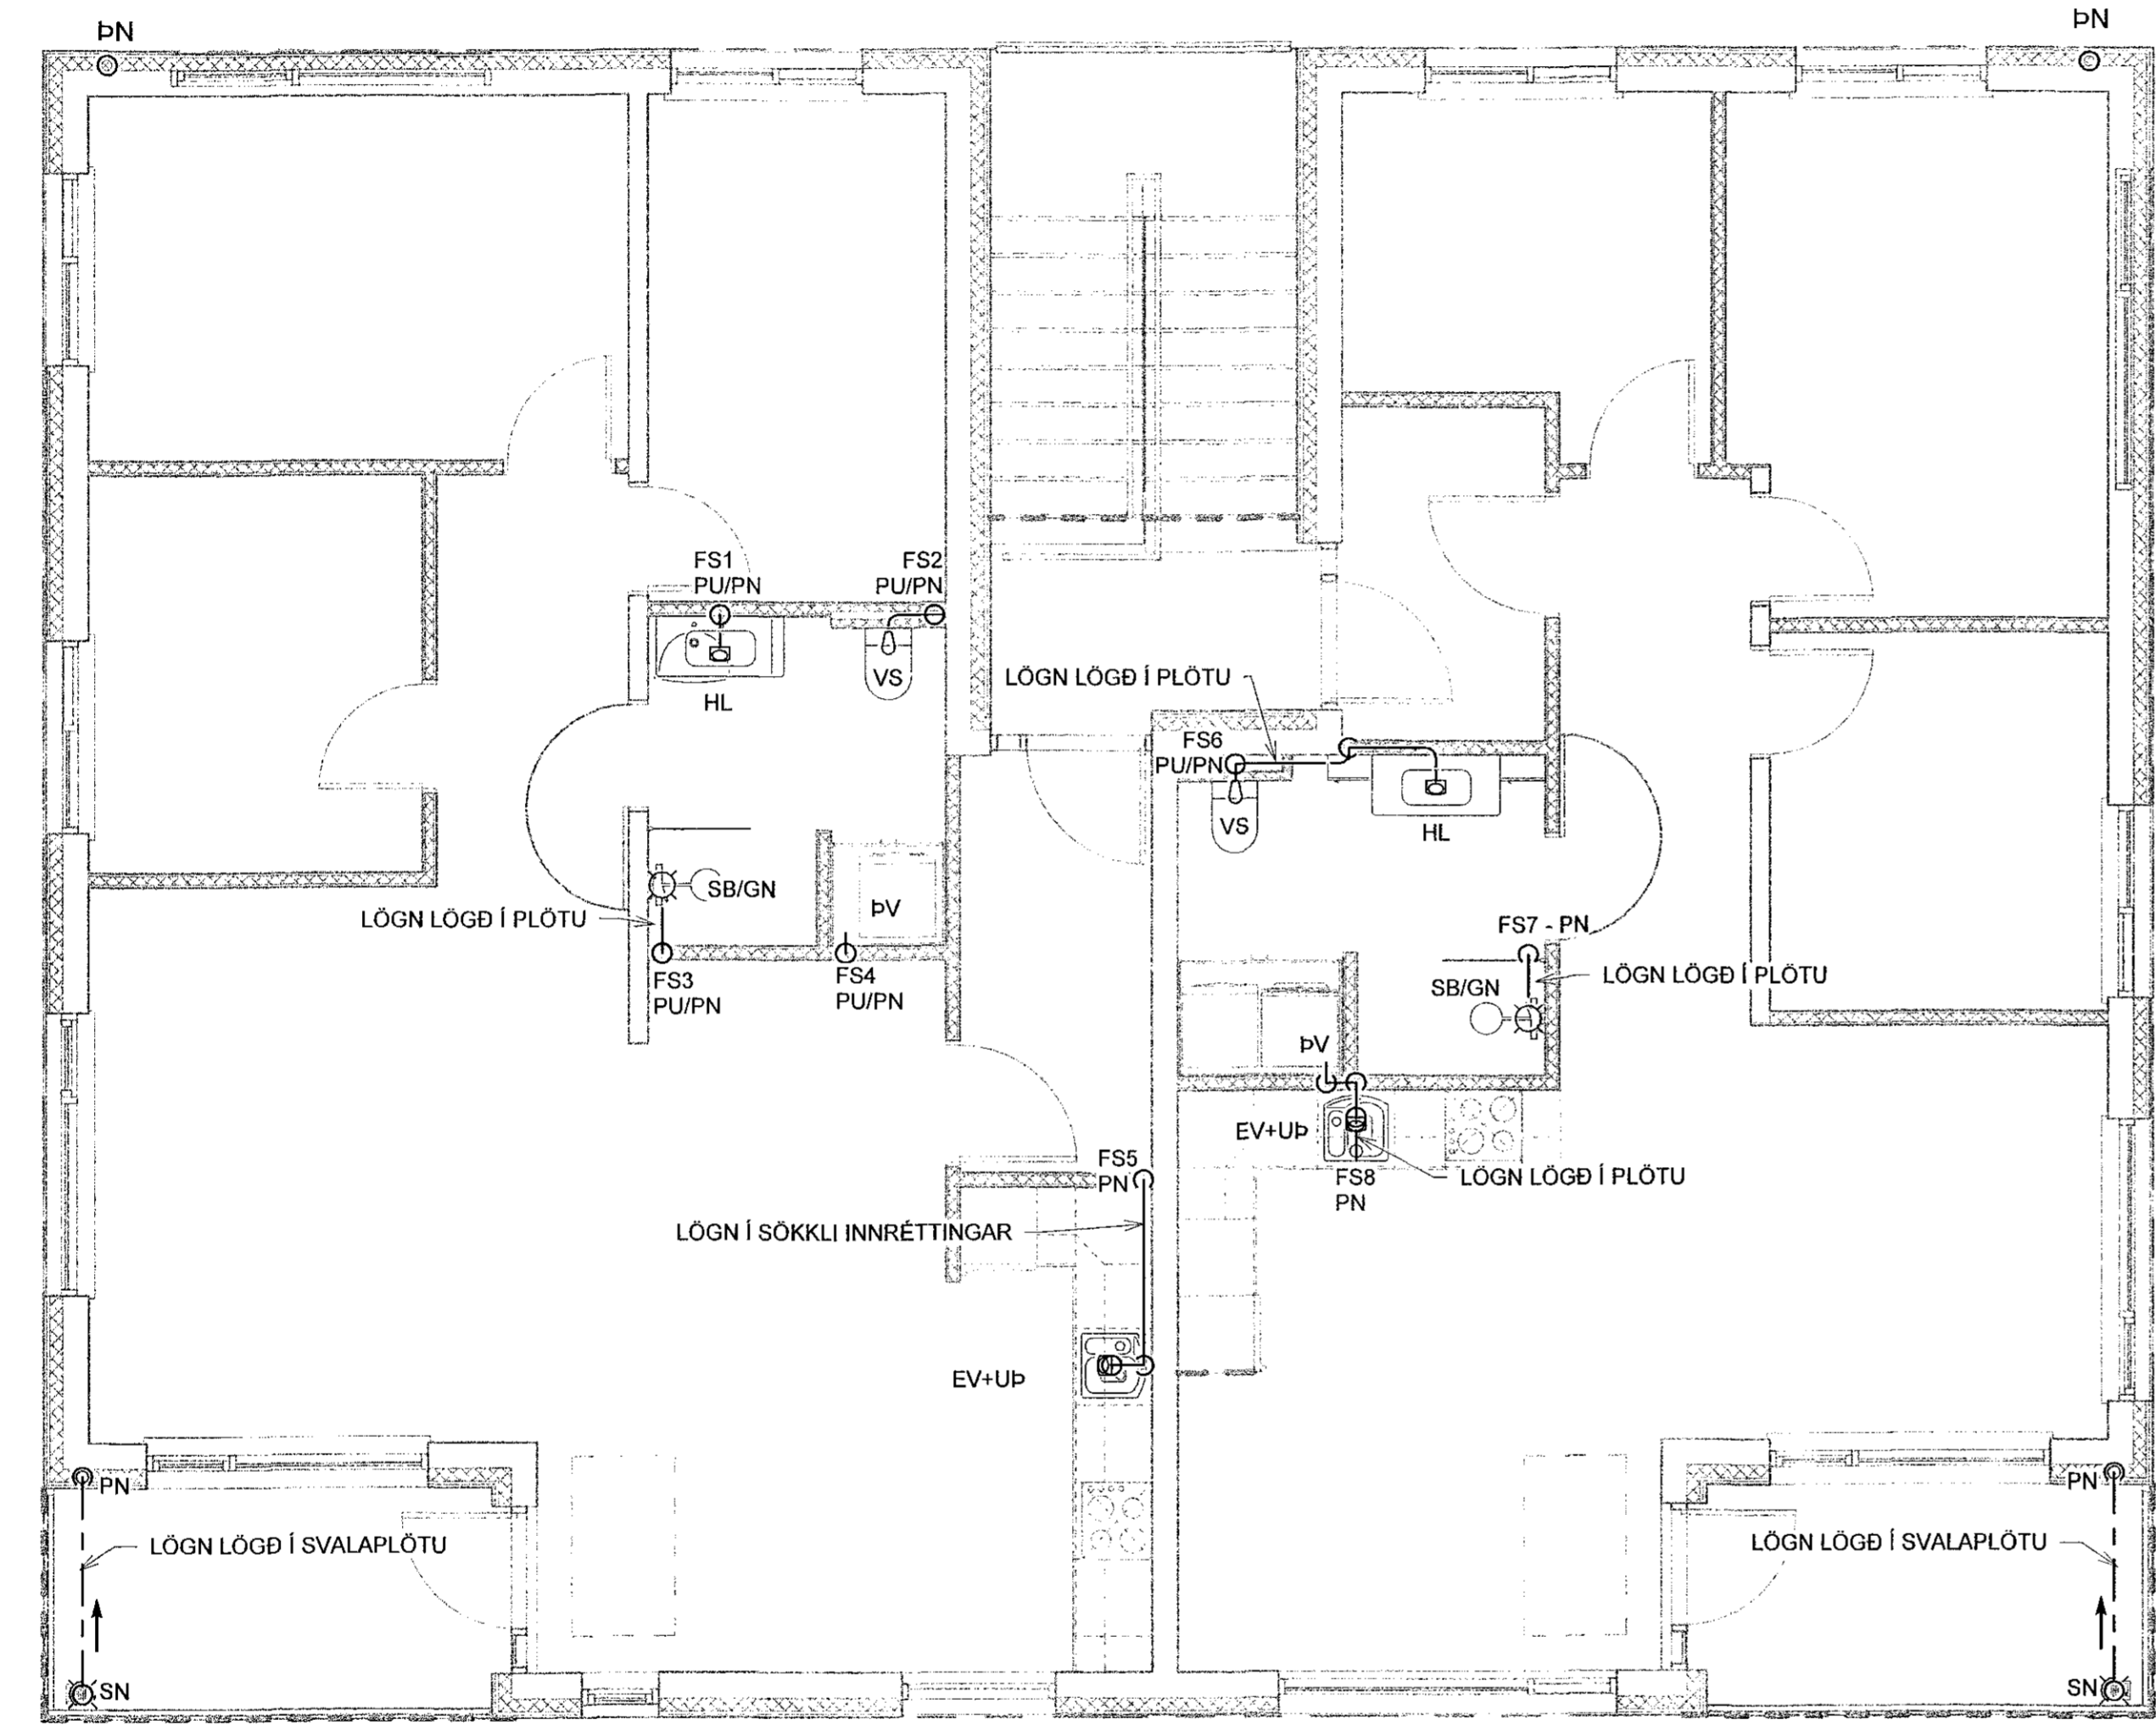 ÞN
ÞN
FS1
PU/PN
FS2
PU/PN
HL
VS
LÖGN LÖGÐ Í PLÖTU
FS6
PU/PN
VS
HL
SB/GN
ÞV
LÖGN LÖGÐ Í PLÖTU
FS3
PU/PN
FS4
PU/PN
FS7 - PN
LÖGN LÖGÐ Í PLÖTU
SB/GN
ÞV
EV+UÞ
FS8
PN
LÖGN LÖGÐ Í PLÖTU
FS5
PN
LÖGN Í SÖKKLI INNRÉTTINGAR
EV+UÞ
PN
PN
LÖGN LÖGÐ Í SVALAPLÖTU
LÖGN LÖGÐ Í SVALAPLÖTU
SN
SN